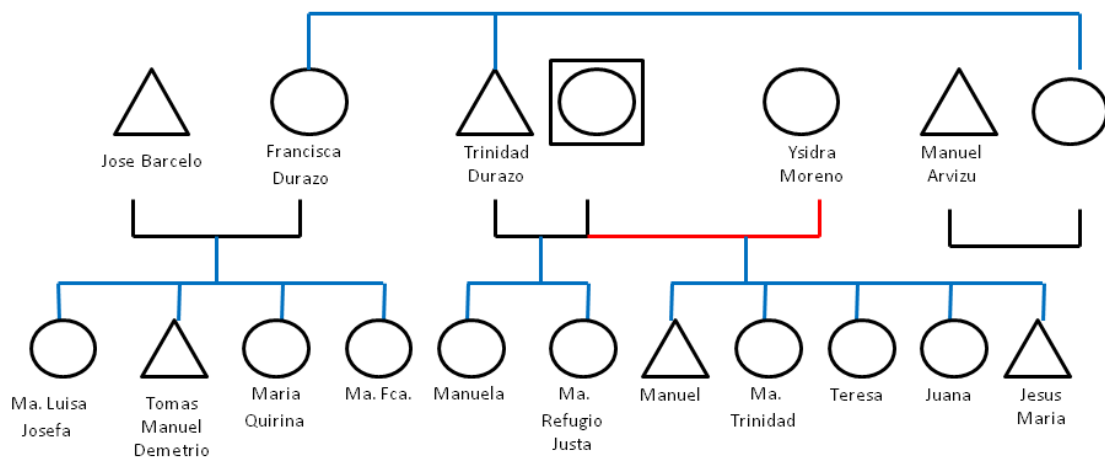 Jose Barcelo
Francisca
Durazo
Trinidad
Durazo
Ysidra
Moreno
Manuel
Arvizu
Ma. Luisa
Josefa
Tomas
Manuel
Demetrio
Maria
Quirina
Ma. Fca.
Manuela
Ma.
Refugio
Justa
Manuel
Ma.
Trinidad
Teresa
Juana
Jesus
Maria